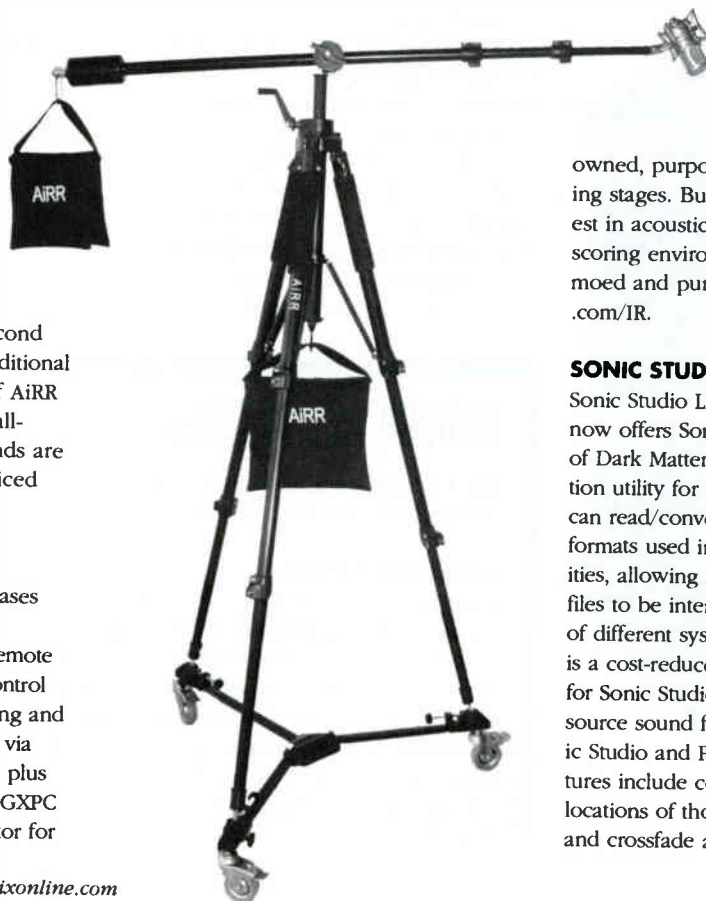 AiRR
AiRR
AiRR
cond
ditional
f AiRR
all-
nds are
iced
ases
emote
ontrol
ng and
via
plus
GXPC
tor for
ixonline.com
owned, purpo
ing stages. Bu
est in acoustic
scoring enviro
moed and pur
.com/IR.
SONIC STUD
Sonic Studio L
now offers Son
of Dark Matter
tion utility for
can read/conve
formats used in
ities, allowing
files to be inter
of different sys
is a cost-reduce
for Sonic Studi
source sound f
ic Studio and P
tures include co
locations of tho
and crossfade a